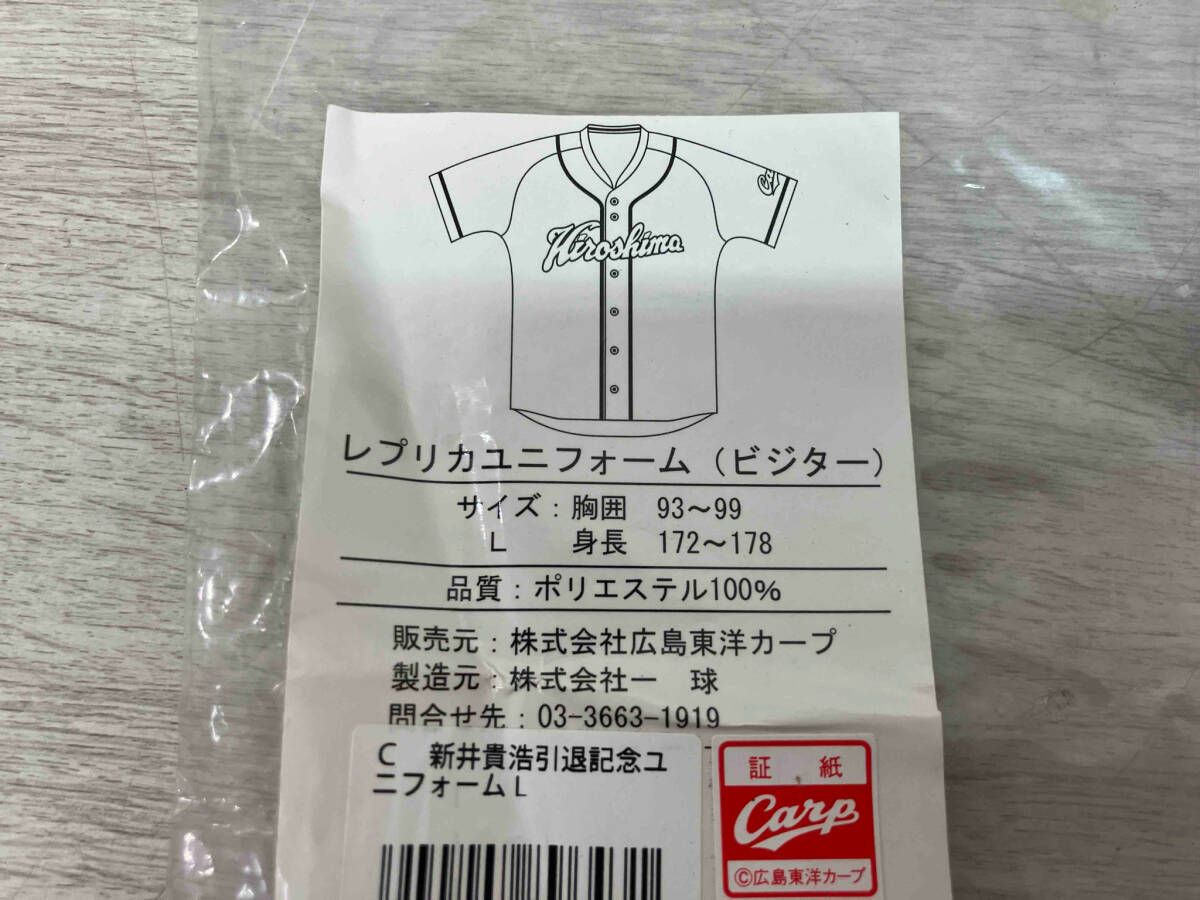 Hiroshima
レプリカユニフォーム（ビジター）
サイズ：胸囲　93～99
L　身長　172～178
品質：ポリエステル100%
販売元：株式会社広島東洋カープ
製造元：株式会社一　球
問合せ先：03-3663-1919
C　新井貴浩引退記念ユ
ニフォームL
証　紙
Carp
©広島東洋カープ